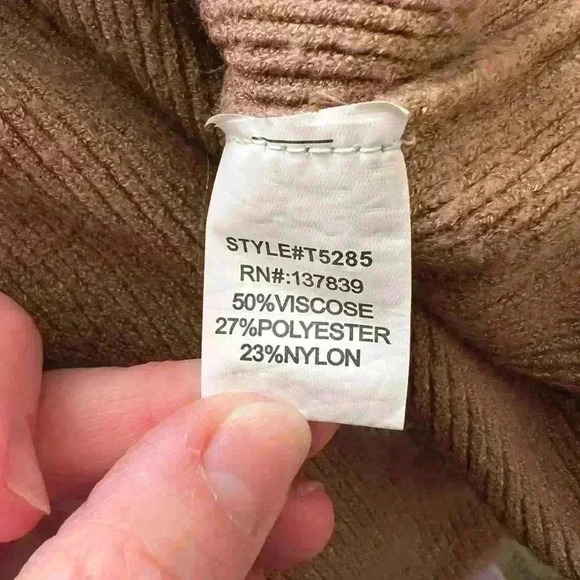 STYLE#T5285
RN#:137839
50%VISCOSE
27%POLYESTER
23%NYLON